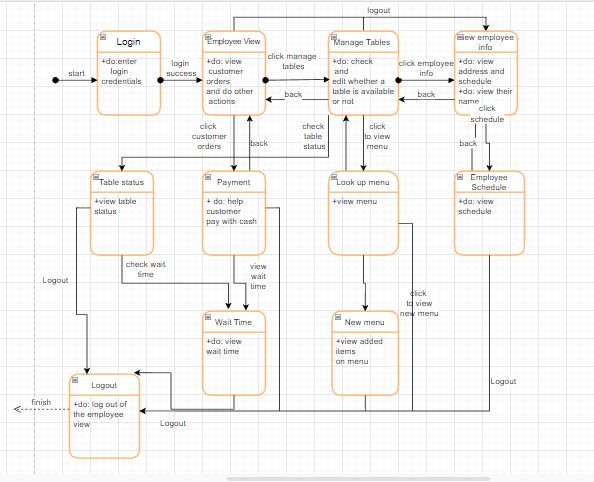 logout
Login
+do:enter
login
credentials
start
login
success
Employee View
+do: view
customer
orders
and do other
actions
click manage
tables
back
Manage Tables
+do: check
and
edit whether a
table is available
or not
click employee
info
back
employee
info
+do: view
address and
schedule
+do: view their
name
click
schedule
back
click
customer
orders
back
check
table
status
click
to view
menu
Table status
+view table
status
Payment
+ do: help
customer
pay with cash
Look up menu
+view menu
Employee
Schedule
+do: view
schedule
Logout
check wait
time
view
wait
time
click
to view
new menu
Wait Time
+do: view
wait time
New menu
+view added
items
on menu
Logout
Logout
+do: log out of
the employee
view
finish
Logout